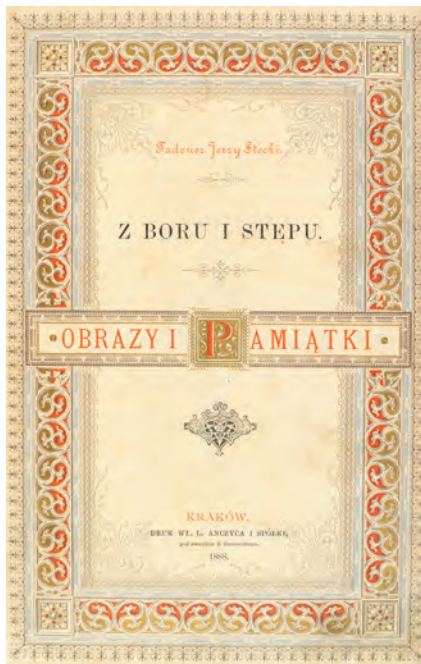 Tadeusz Jerzy Stecki.
Z BORU I STEPU.
OBRAZY I PAMIĄTKI
KRAKÓW,
DRUK WŁ. L. ANCZYCA I SPÓŁKI,
1888.